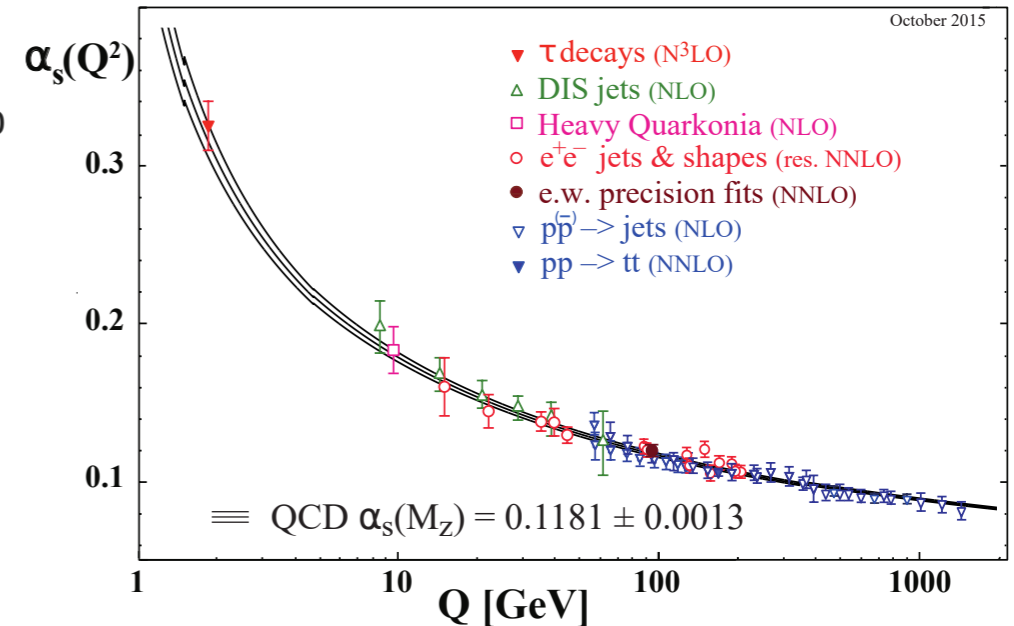 October 2015
αs(Q²)
τ decays (N³LO)
DIS jets (NLO)
Heavy Quarkonia (NLO)
e⁺e⁻ jets & shapes (res. NNLO)
e.w. precision fits (NNLO)
pp(̅) –> jets (NLO)
pp –> tt (NNLO)
0
0.3
0.2
0.1
QCD αs(Mz) = 0.1181 ± 0.0013
1 10 100 1000
Q [GeV]